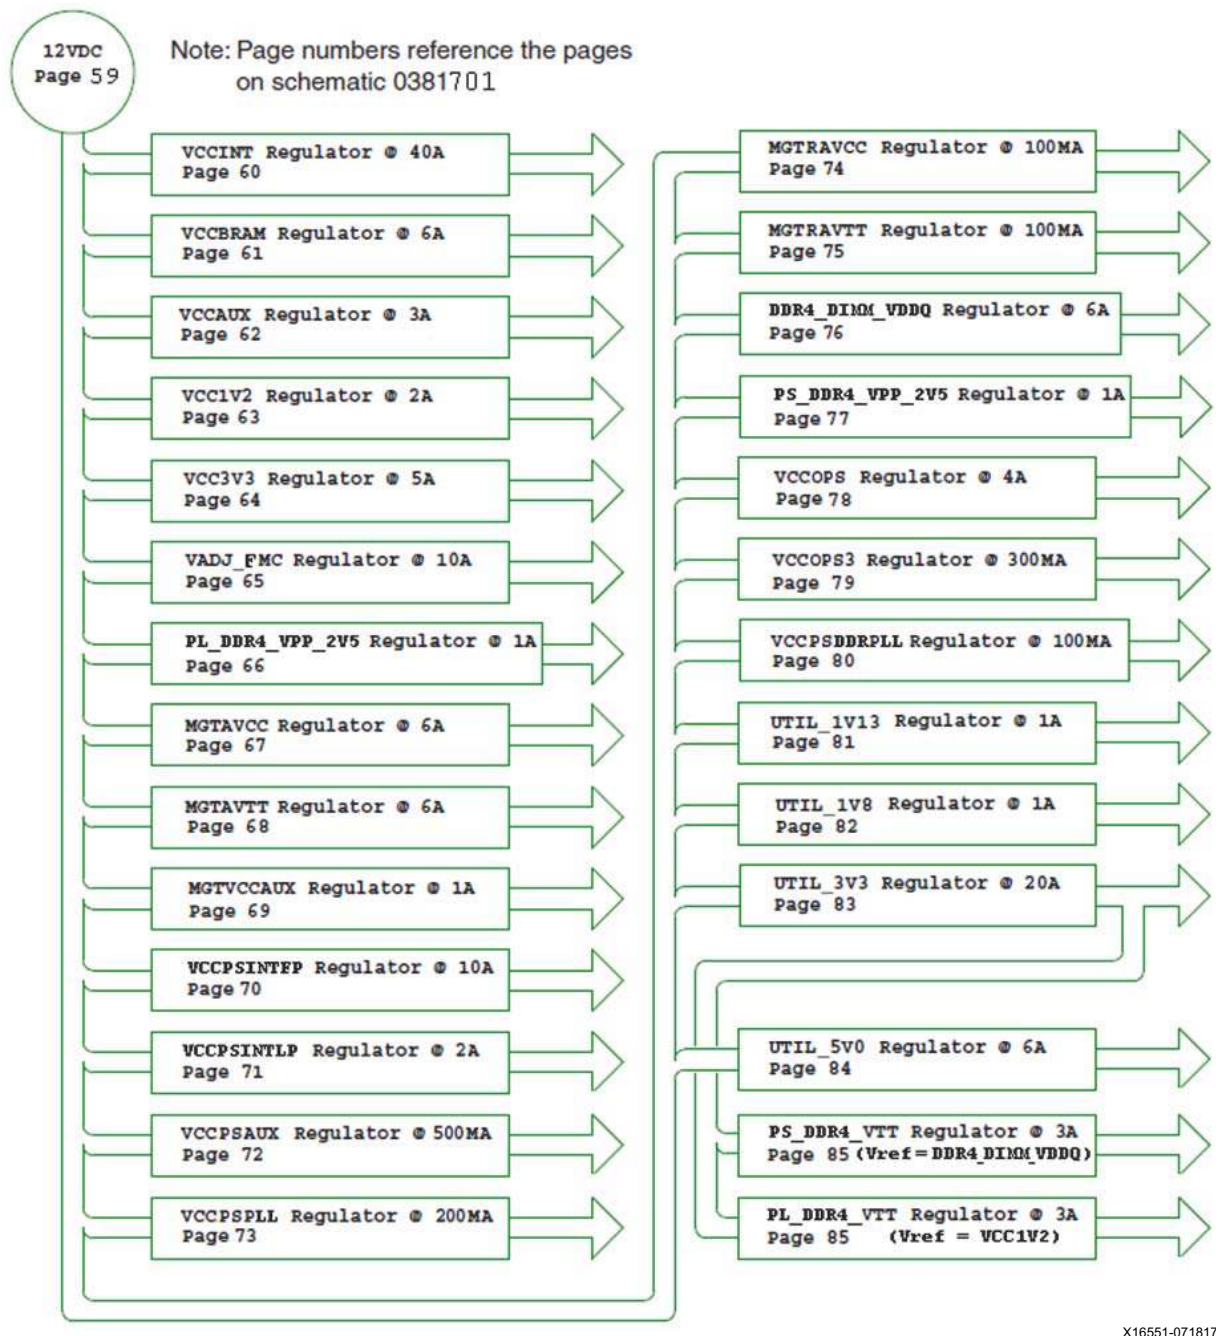 12VDC
Page 59
Note: Page numbers reference the pages
on schematic 0381701
VCCINT Regulator @ 40A
Page 60
VCCBRAM Regulator @ 6A
Page 61
VCCAUX Regulator @ 3A
Page 62
VCC1V2 Regulator @ 2A
Page 63
VCC3V3 Regulator @ 5A
Page 64
VADJ_FMC Regulator @ 10A
Page 65
PL_DDR4_VPP_2V5 Regulator @ 1A
Page 66
MGTAVCC Regulator @ 6A
Page 67
MGTAVTT Regulator @ 6A
Page 68
MGTVCCAUX Regulator @ 1A
Page 69
VCCPSINTFP Regulator @ 10A
Page 70
VCCPSINTLP Regulator @ 2A
Page 71
VCCPSAUX Regulator @ 500MA
Page 72
VCCPSPLL Regulator @ 200MA
Page 73
MGTRAVCC Regulator @ 100MA
Page 74
MGTRAVTT Regulator @ 100MA
Page 75
DDR4_DIMM_VDDQ Regulator @ 6A
Page 76
PS_DDR4_VPP_2V5 Regulator @ 1A
Page 77
VCCOPS Regulator @ 4A
Page 78
VCCOPS3 Regulator @ 300MA
Page 79
VCCPSDDRPLL Regulator @ 100MA
Page 80
UTIL_1V13 Regulator @ 1A
Page 81
UTIL_1V8 Regulator @ 1A
Page 82
UTIL_3V3 Regulator @ 20A
Page 83
UTIL_5V0 Regulator @ 6A
Page 84
PS_DDR4_VTT Regulator @ 3A
Page 85 (Vref = DDR4_DIMM_VDDQ)
PL_DDR4_VTT Regulator @ 3A
Page 85 (Vref = VCC1V2)
X16551-071817